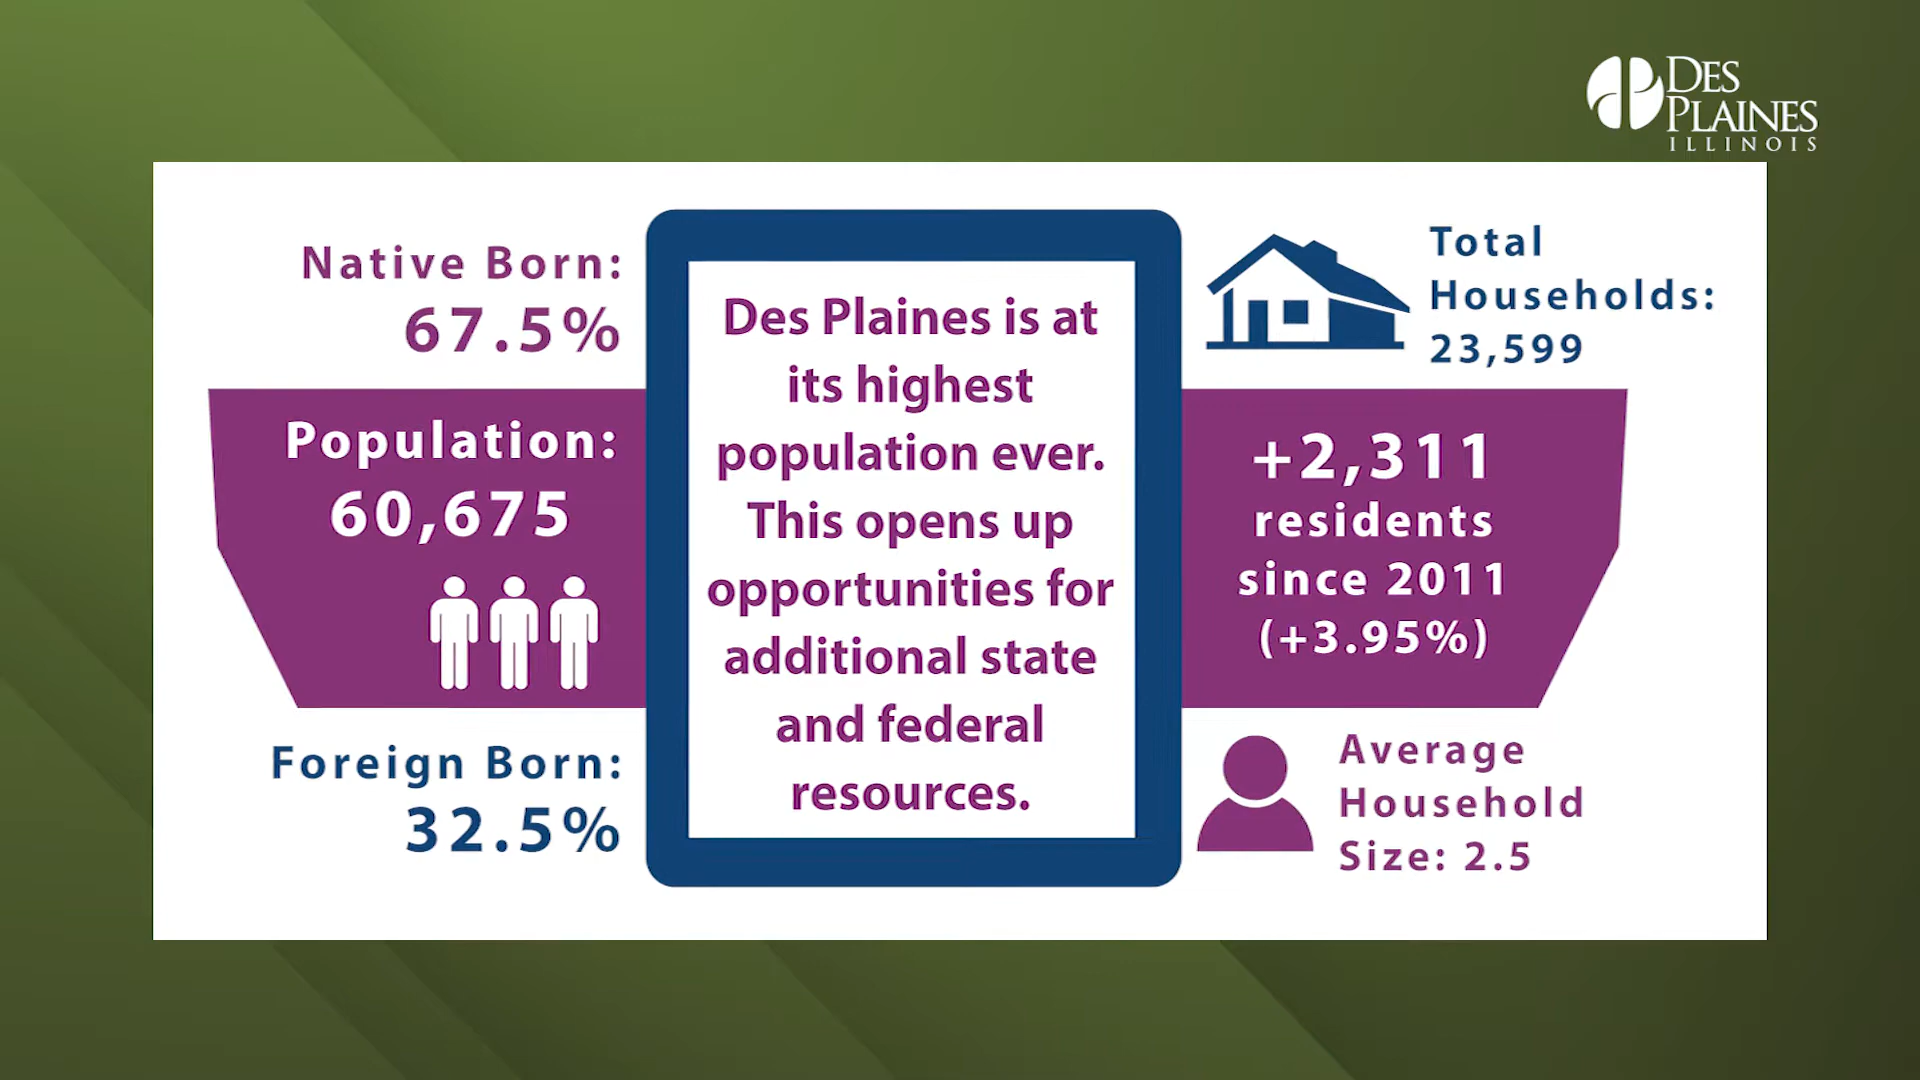 DES
PLAINES
ILLINOIS
Native Born:
67.5%
Population:
60,675
Foreign Born:
32.5%
Des Plaines is at
its highest
population ever.
This opens up
opportunities for
additional state
and federal
resources.
Total
Households:
23,599
+2,311
residents
since 2011
(+3.95%)
Average
Household
Size: 2.5